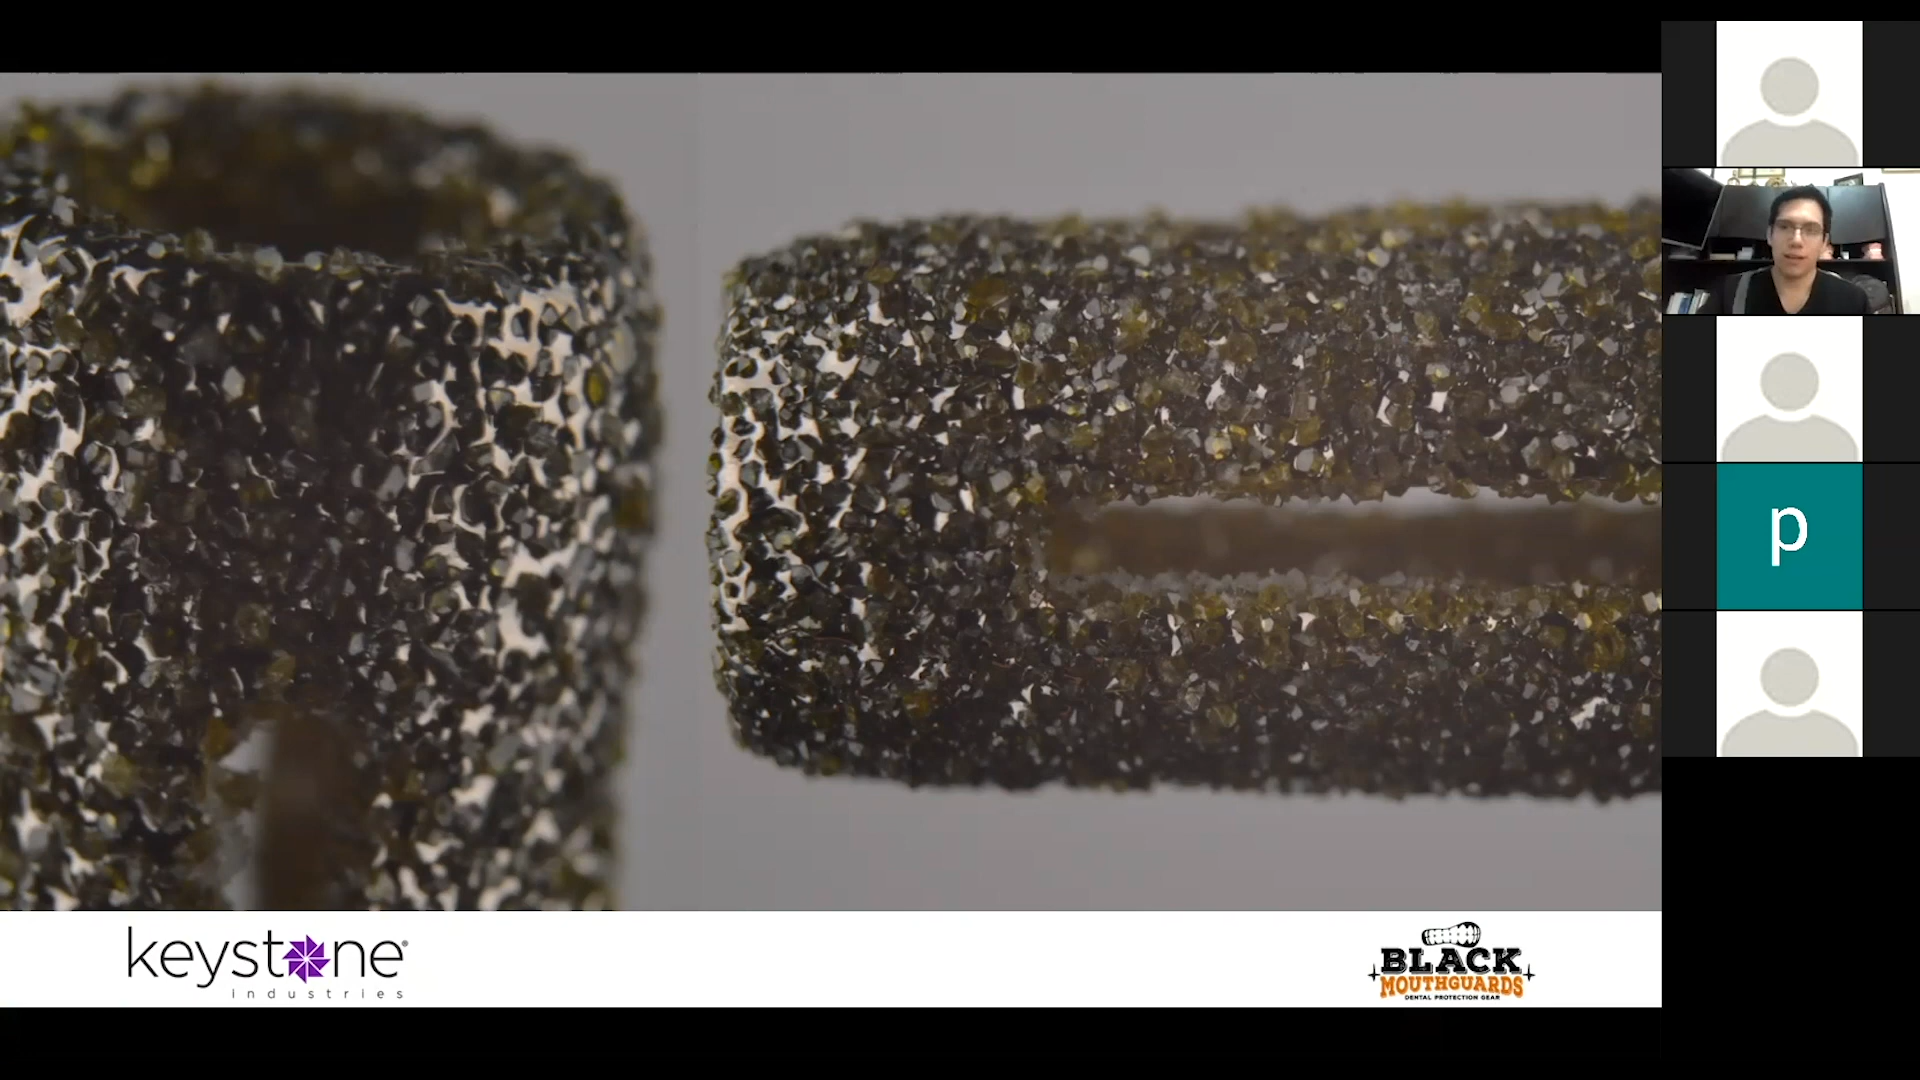 keystone®
industries
BLACK
MOUTHGUARDS
DENTAL PROTECTION GEAR
p